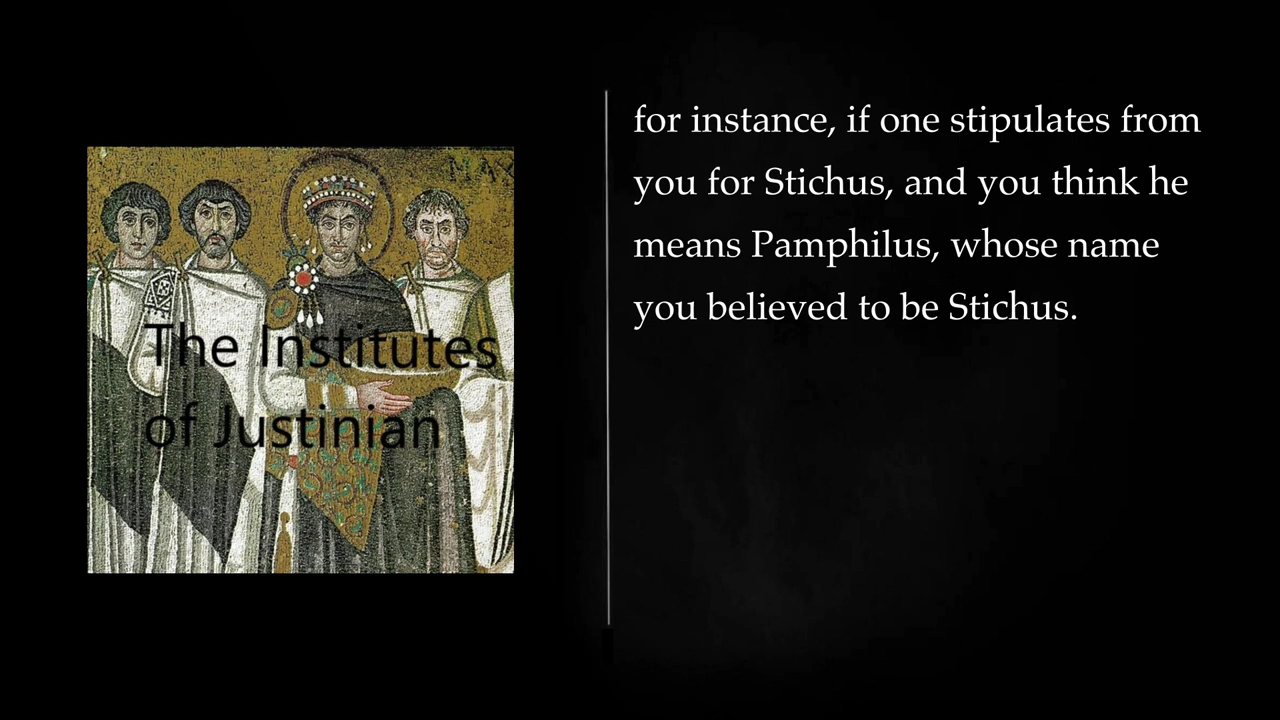 The Institutes
of Justinian
for instance, if one stipulates from
you for Stichus, and you think he
means Pamphilus, whose name
you believed to be Stichus.